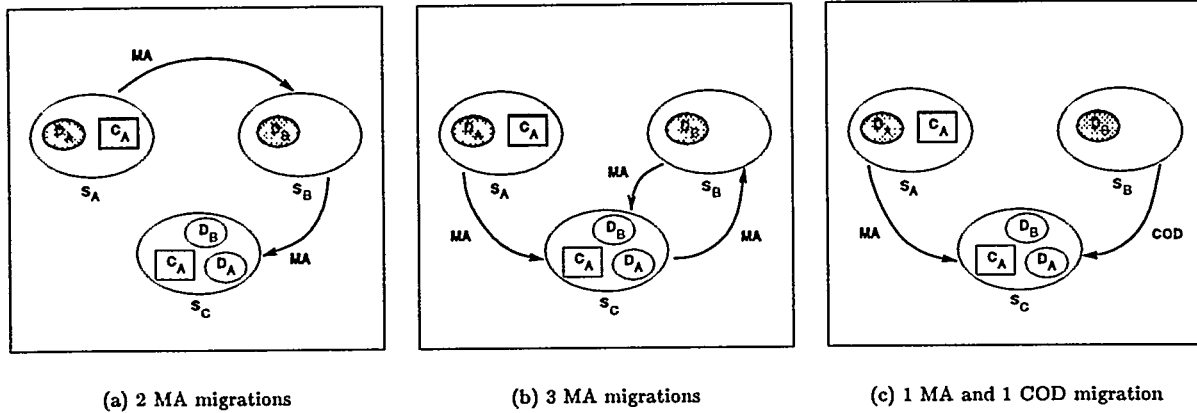 MA
D_A C_A D_B
S_A S_B
D_B
C_A D_A MA
S_C
(a) 2 MA migrations
D_A C_A D_B
MA
S_A S_B
MA D_B MA
C_A D_A
S_C
(b) 3 MA migrations
D_A C_A D_B
S_A S_B
MA D_B COD
C_A D_A
S_C
(c) 1 MA and 1 COD migration